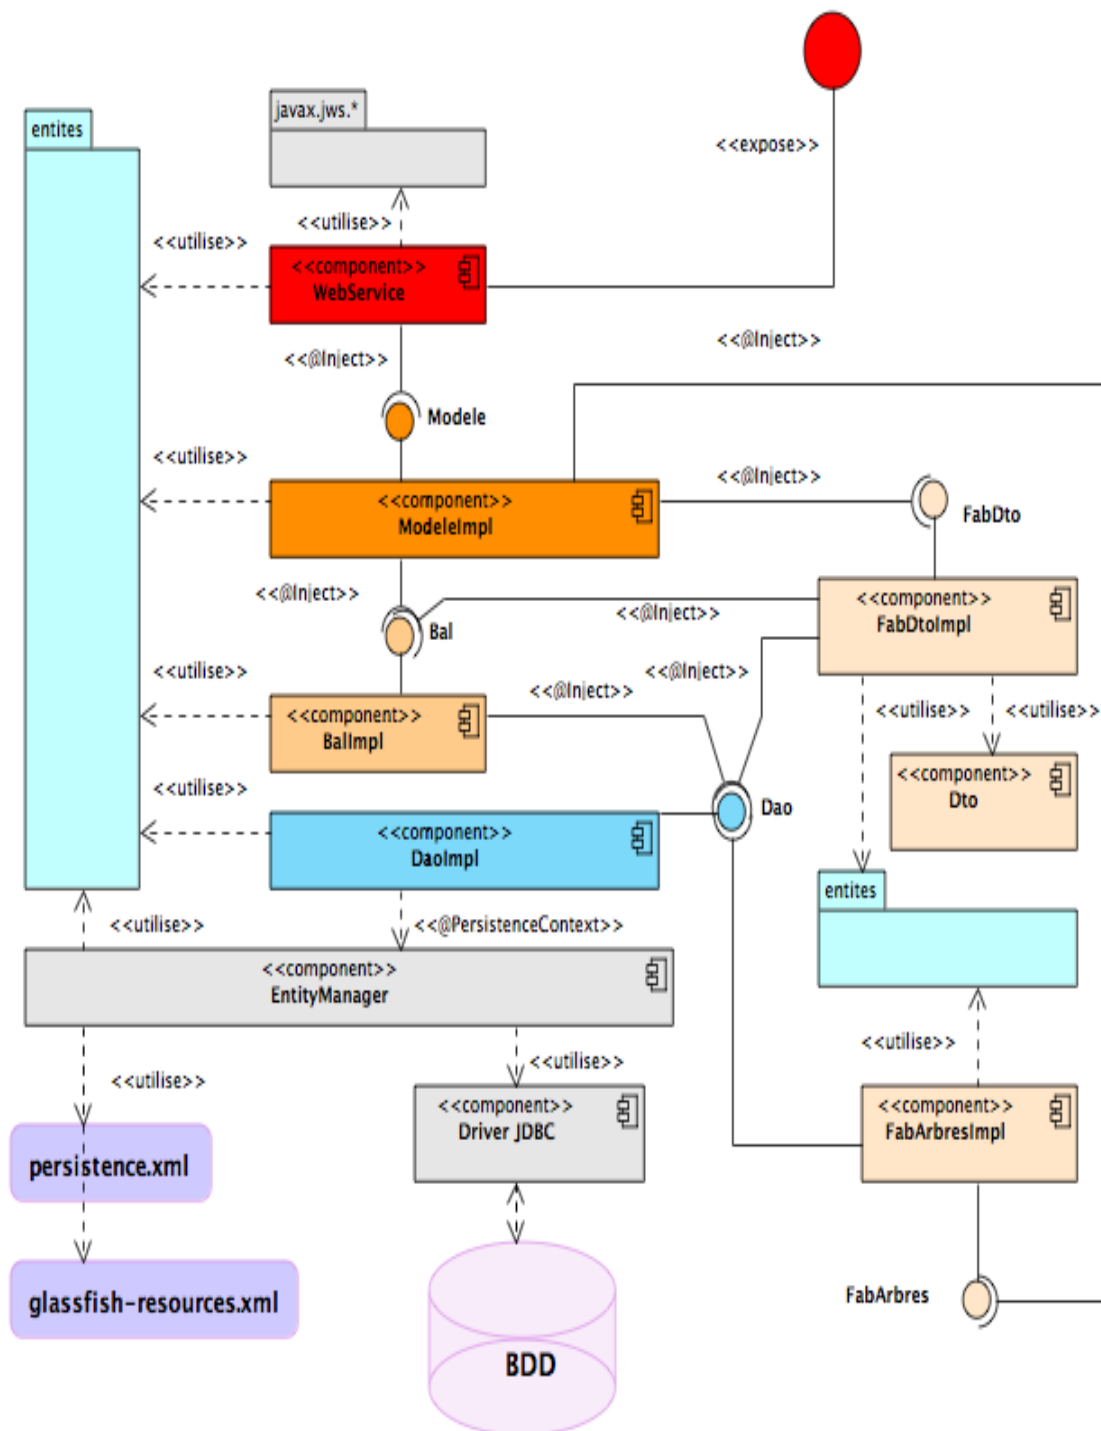 javax.jws.*
entites
<<expose>>
<<utilise>>
<<utilise>>
<<component>>
WebService
<<@Inject>>
<<@Inject>>
Modele
<<utilise>>
<<@Inject>>
<<component>>
ModeleImpl
FabDto
<<@Inject>>
<<component>>
FabDtoImpl
<<@Inject>>
Bal
<<utilise>>
<<@Inject>>
<<@Inject>>
<<component>>
BalImpl
<<utilise>>
<<utilise>>
<<component>>
Dto
<<utilise>>
Dao
<<component>>
DaoImpl
entites
<<utilise>>
<<@PersistenceContext>>
<<component>>
EntityManager
<<utilise>>
<<utilise>>
<<utilise>>
<<component>>
Driver JDBC
<<component>>
FabArbresImpl
persistence.xml
glassfish-resources.xml
FabArbres
BDD